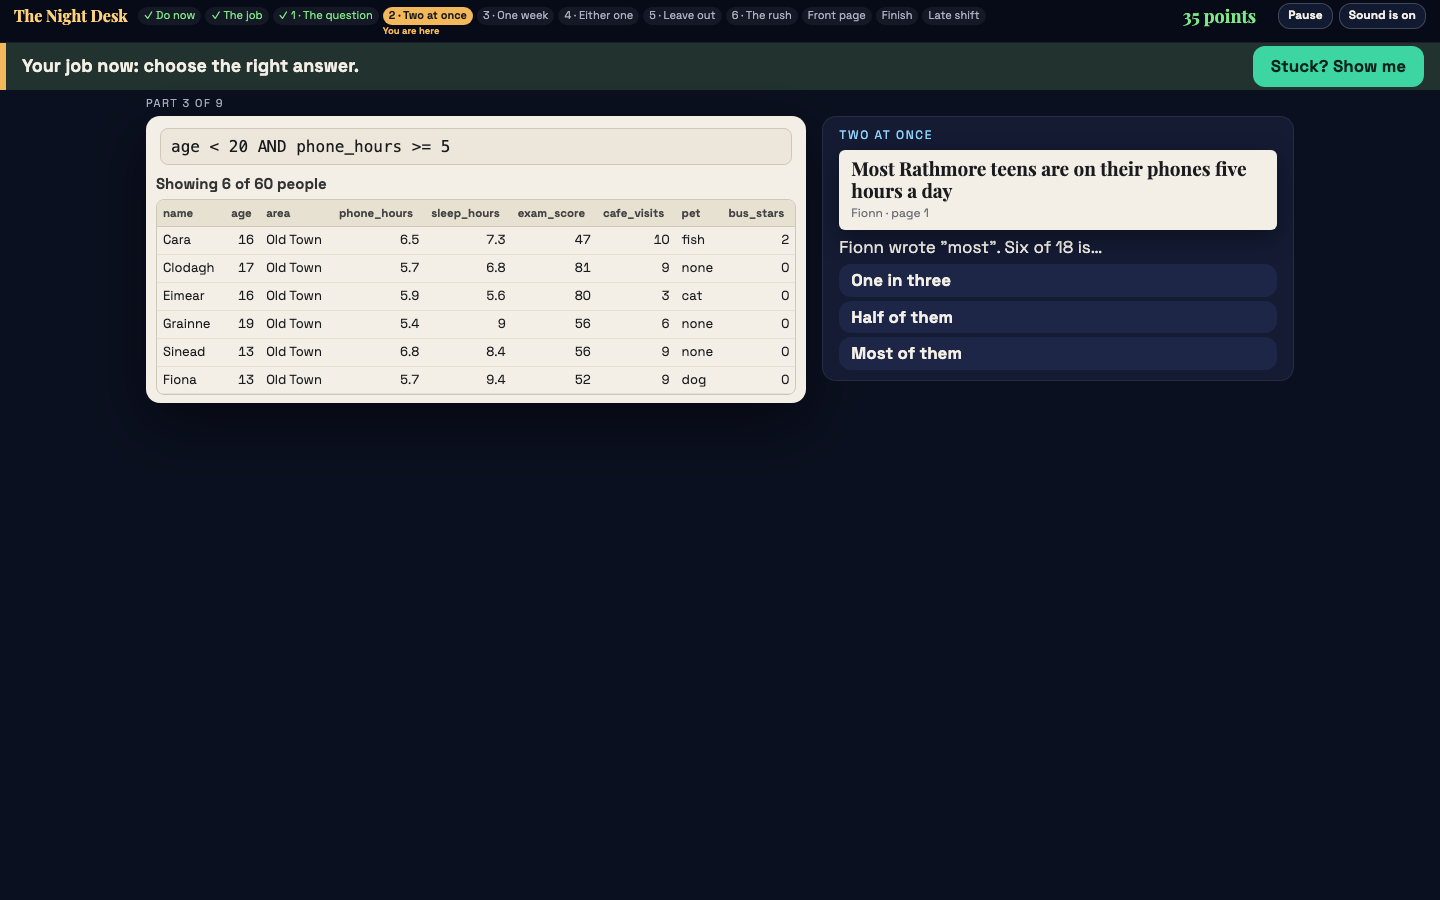 The Night Desk
✓ Do now
✓ The job
✓ 1 · The question
2 · Two at once
3 · One week
4 · Either one
5 · Leave out
6 · The rush
Front page
Finish
Late shift
You are here
35 points
Pause
Sound is on
Your job now: choose the right answer.
Stuck? Show me
PART 3 OF 9
age < 20 AND phone_hours >= 5
Showing 6 of 60 people
name age area phone_hours sleep_hours exam_score cafe_visits pet bus_stars
Cara 16 Old Town 6.5 7.3 47 10 fish 2
Clodagh 17 Old Town 5.7 6.8 81 9 none 0
Eimear 16 Old Town 5.9 5.6 80 3 cat 0
Grainne 19 Old Town 5.4 9 56 6 none 0
Sinead 13 Old Town 6.8 8.4 56 9 none 0
Fiona 13 Old Town 5.7 9.4 52 9 dog 0
TWO AT ONCE
Most Rathmore teens are on their phones five
hours a day
Fionn · page 1
Fionn wrote "most". Six of 18 is...
One in three
Half of them
Most of them